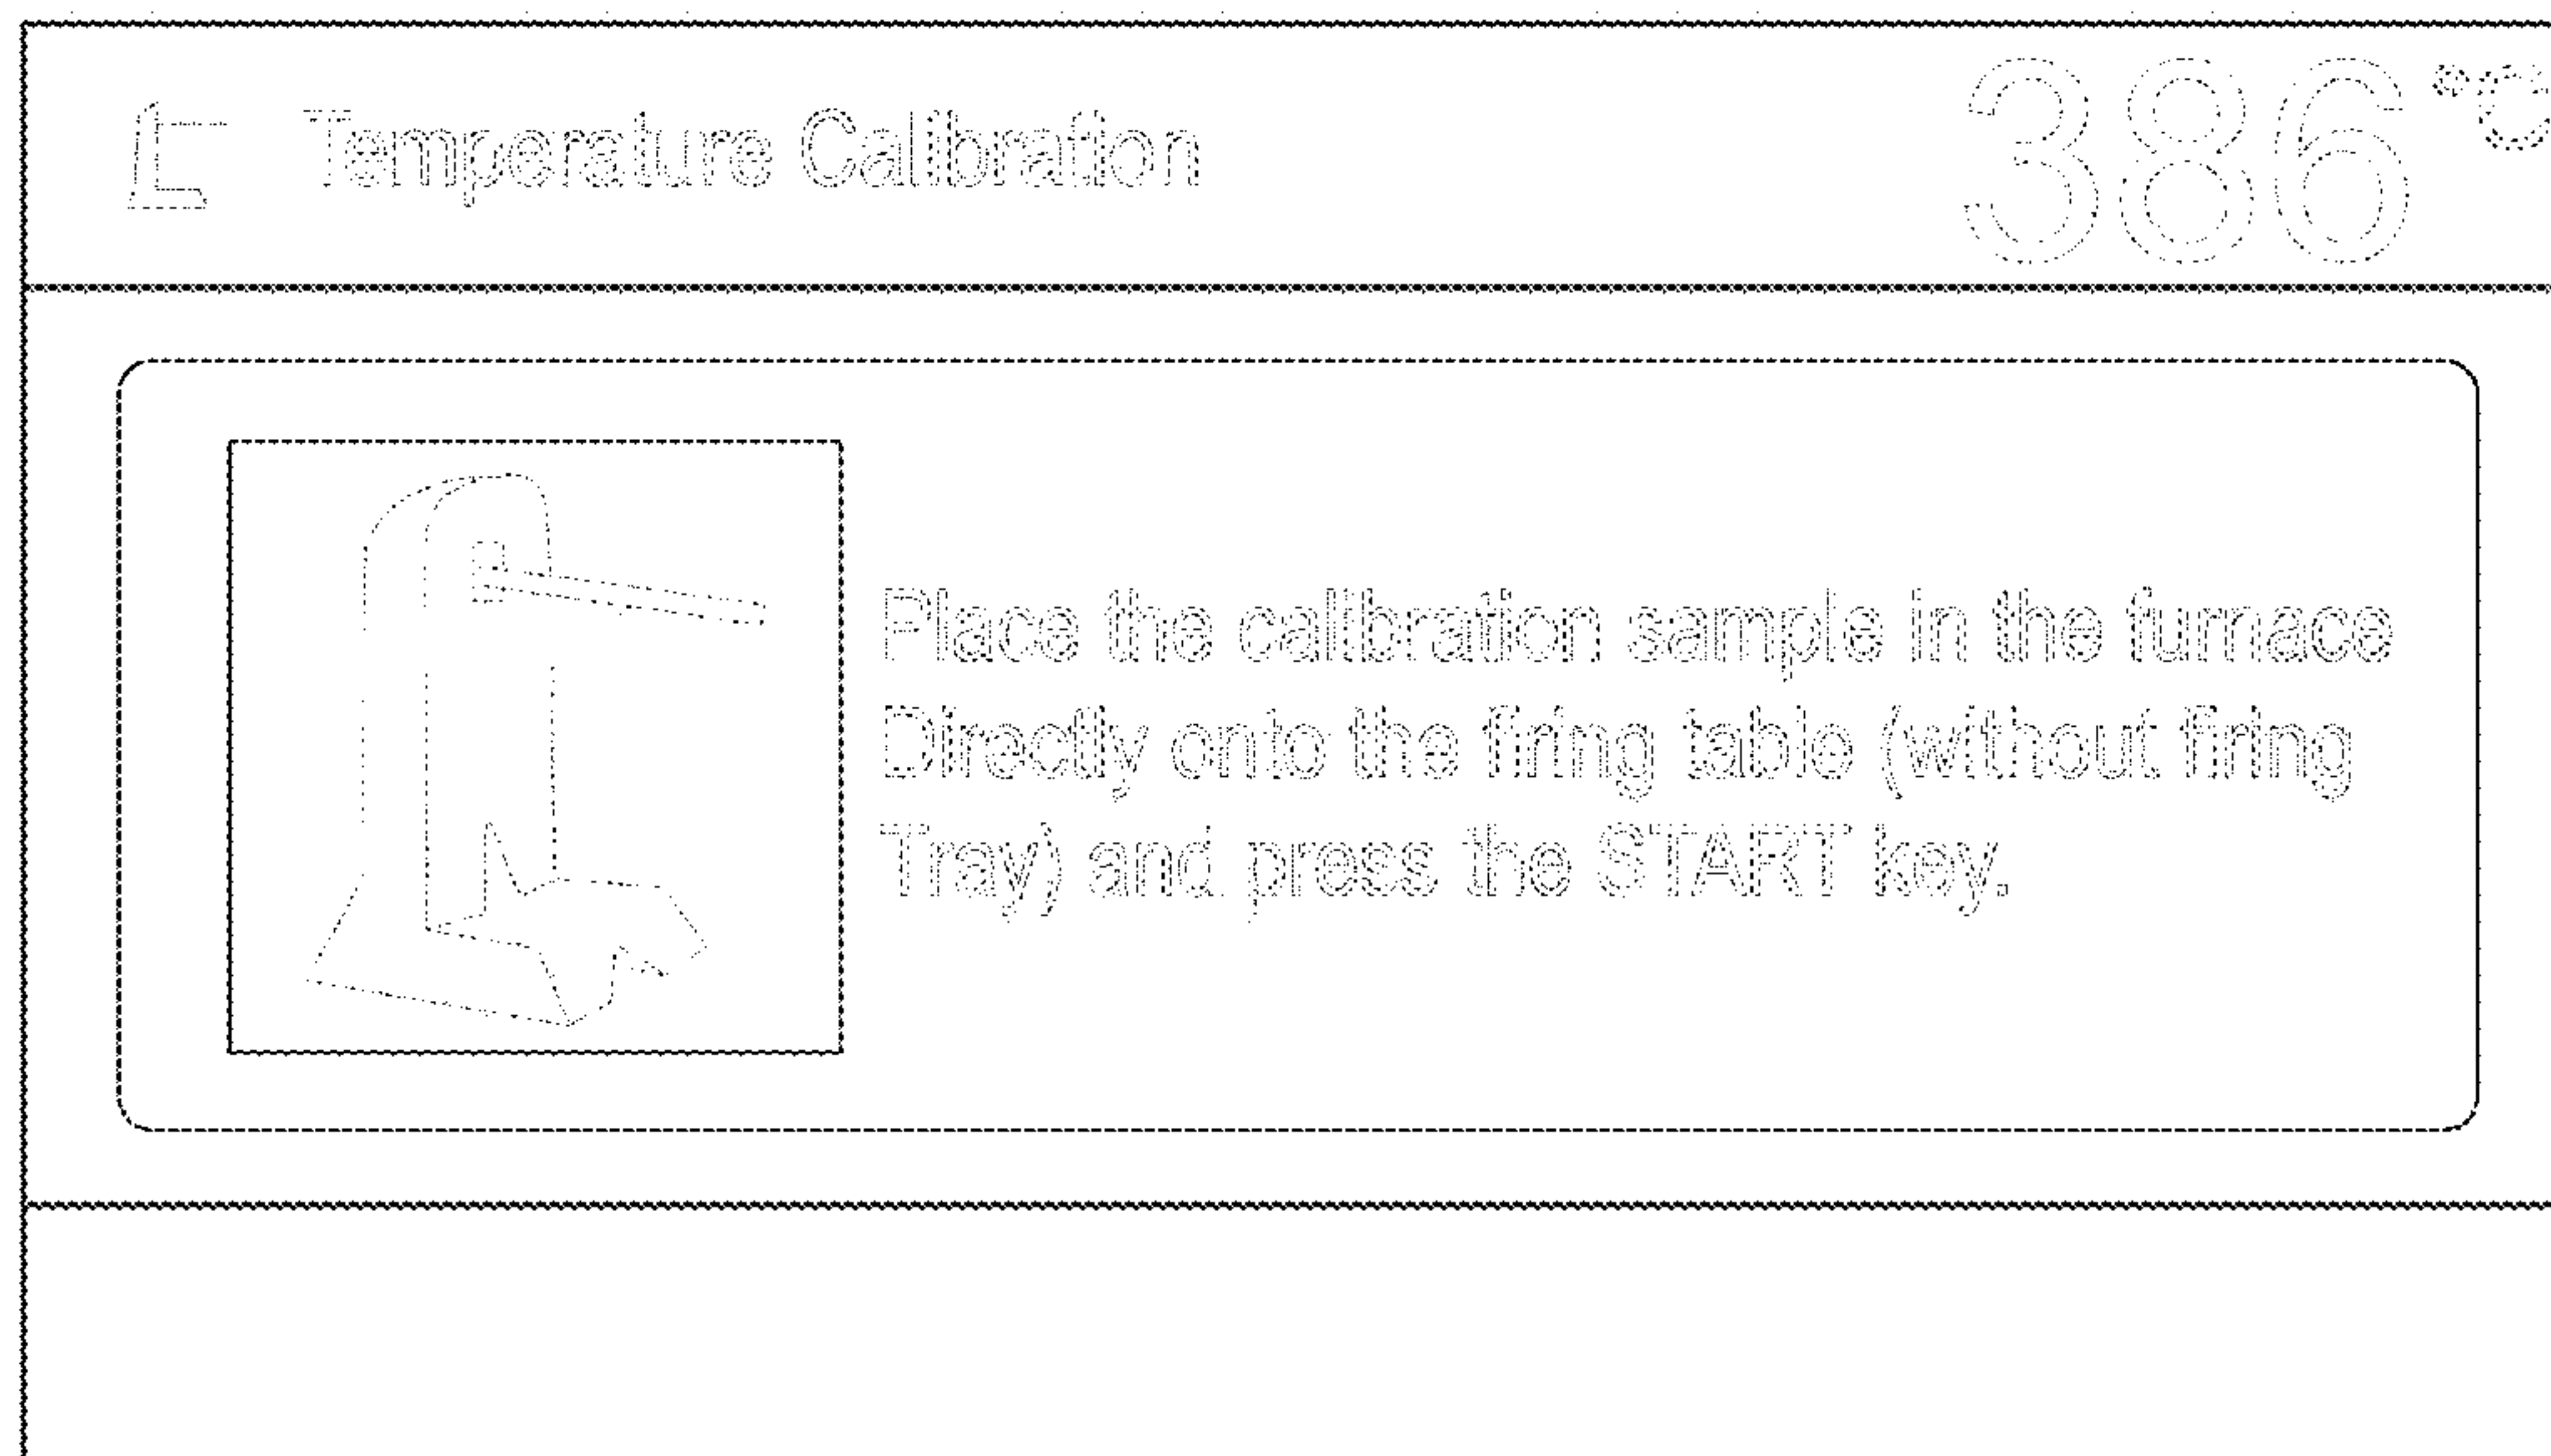 Temperature Calibration
386 °C
Place the calibration sample in the furnace
Directly onto the firing table (without firing
Tray) and press the START key.